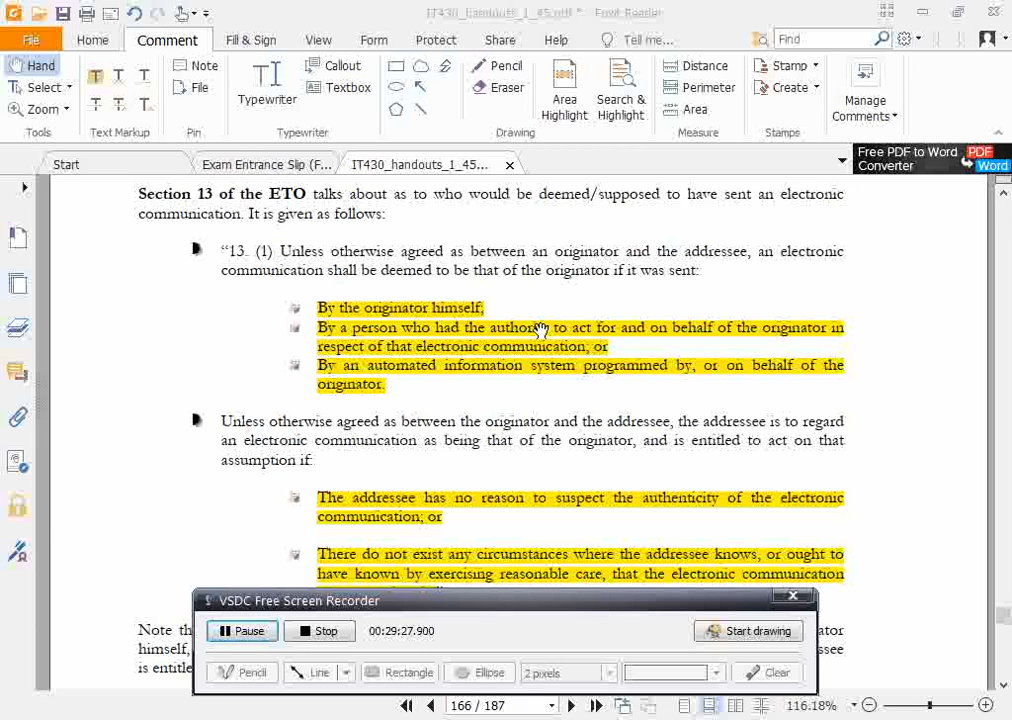 IT430_handouts_1_45.pdf * - Foxit Reader
File Home Comment Fill & Sign View Form Protect Share Help Tell me... Find
Hand
Select
Zoom
Tools
T T T
T T T
Text Markup
Note
File
Pin
Typewriter
Callout
Textbox
Typewriter
Pencil
Eraser
Area
Highlight
Search &
Highlight
Drawing
Distance
Perimeter
Area
Measure
Stamp
Create
Stamps
Manage
Comments
Start
Exam Entrance Slip (F...
IT430_handouts_1_45...
Free PDF to Word
Converter
PDF
Word
Section 13 of the ETO talks about as to who would be deemed/supposed to have sent an electronic
communication. It is given as follows:
“13. (1) Unless otherwise agreed as between an originator and the addressee, an electronic
communication shall be deemed to be that of the originator if it was sent:
By the originator himself;
By a person who had the authority to act for and on behalf of the originator in
respect of that electronic communication; or
By an automated information system programmed by, or on behalf of the
originator.
Unless otherwise agreed as between the originator and the addressee, the addressee is to regard
an electronic communication as being that of the originator, and is entitled to act on that
assumption if:
The addressee has no reason to suspect the authenticity of the electronic
communication; or
There do not exist any circumstances where the addressee knows, or ought to
have known by exercising reasonable care, that the electronic communication
Note
himself,
is
VSDC Free Screen Recorder
Pause
Stop
00:29:27.900
Start drawing
Pencil
Line
Rectangle
Ellipse
2 pixels
Clear
166 / 187
116.18%